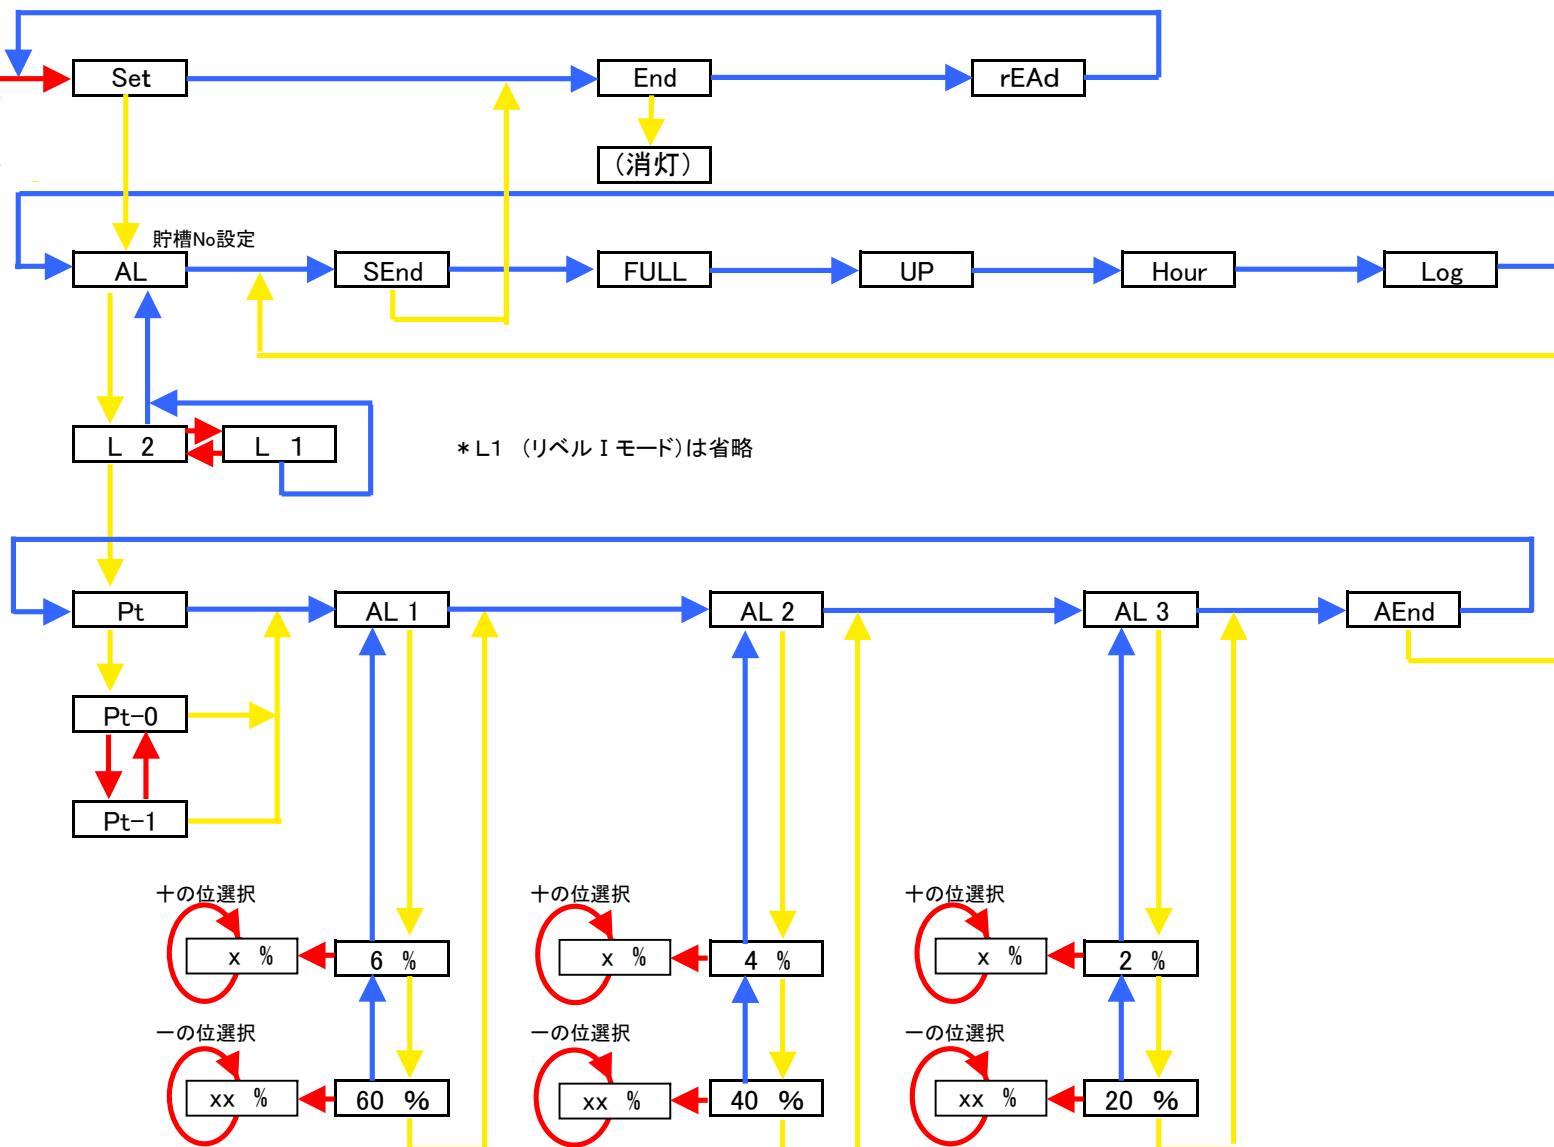 Set
End
rEAd
(消灯)
貯槽No設定
AL
SEnd
FULL
UP
Hour
Log
L 2
L 1
*L1 (リベルⅠモード)は省略
Pt
AL 1
AL 2
AL 3
AEnd
Pt-0
Pt-1
十の位選択
十の位選択
十の位選択
x %
6 %
x %
4 %
x %
2 %
一の位選択
一の位選択
一の位選択
xx %
60 %
xx %
40 %
xx %
20 %